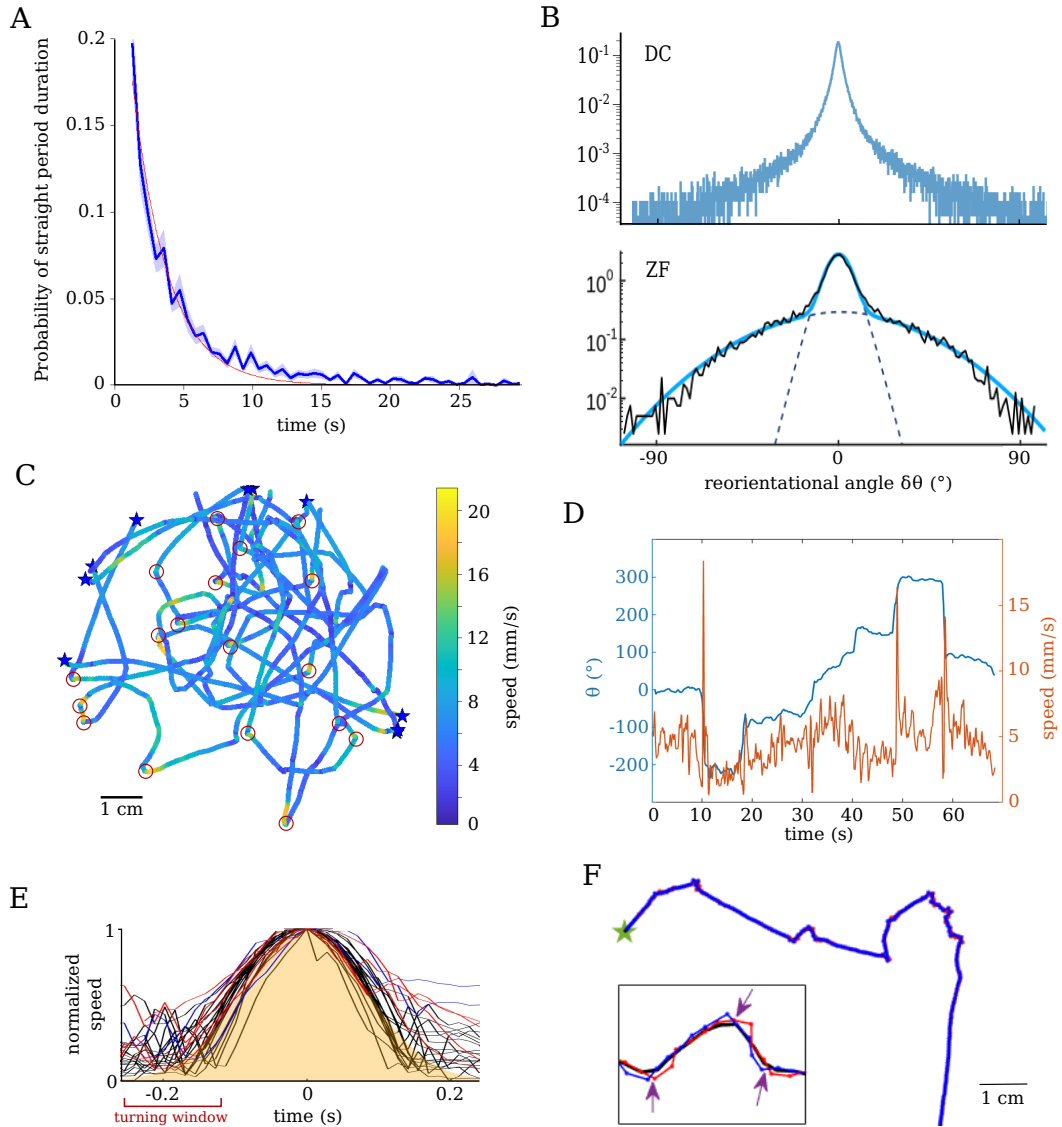 A
Probability of straight period duration
0.2
0.15
0.1
0.05
0
0
5
10
15
20
25
time (s)
B
DC
10⁻¹
10⁻²
10⁻³
10⁻⁴
ZF
10⁰
10⁻¹
10⁻²
-90
0
90
reorientational angle δθ (°)
C
20
16
12
8
4
0
speed (mm/s)
1 cm
D
300
200
100
0
-100
-200
θ (°)
15
10
5
0
speed (mm/s)
0
10
20
30
40
50
60
time (s)
E
normalized
speed
1
0
-0.2
0
0.2
time (s)
turning window
F
1 cm